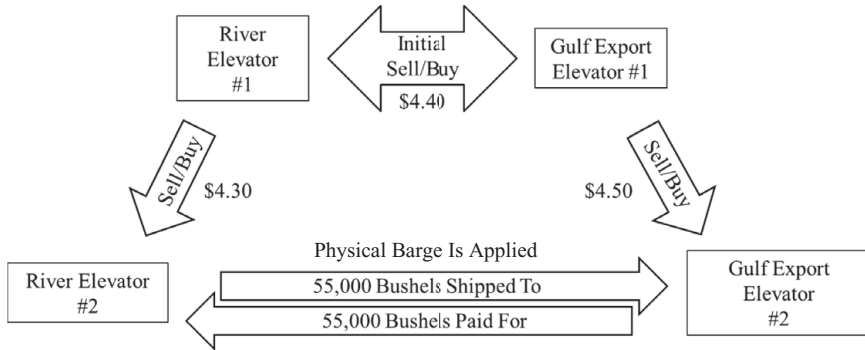 River
Elevator
#1
Initial
Sell/Buy
$4.40
Gulf Export
Elevator #1
Sell/Buy
$4.30
$4.50
Sell/Buy
Physical Barge Is Applied
River Elevator
#2
55,000 Bushels Shipped To
55,000 Bushels Paid For
Gulf Export
Elevator
#2